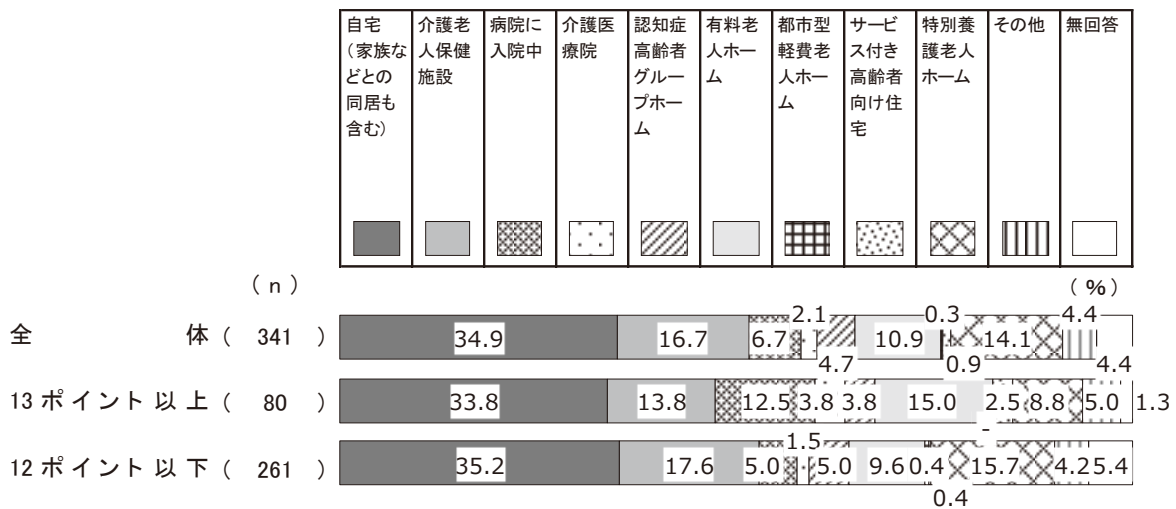 自宅
（家族な
どとの
同居も
含む）
介護老
人保健
施設
病院に
入院中
介護医
療院
認知症
高齢者
グルー
プホー
ム
有料老
人ホー
ム
都市型
軽費老
人ホー
ム
サービ
ス付き
高齢者
向け住
宅
特別養
護老人
ホーム
その他
無回答
（ｎ）
（％）
全体（ 341 ）
34.9 16.7 6.7 2.1 4.7 10.9 0.3 0.9 14.1 4.4 4.4
13ポイント以上（ 80 ）
33.8 13.8 12.5 3.8 3.8 15.0 - 2.5 8.8 5.0 1.3
12ポイント以下（ 261 ）
35.2 17.6 5.0 1.5 5.0 9.6 0.4 0.4 15.7 4.2 5.4